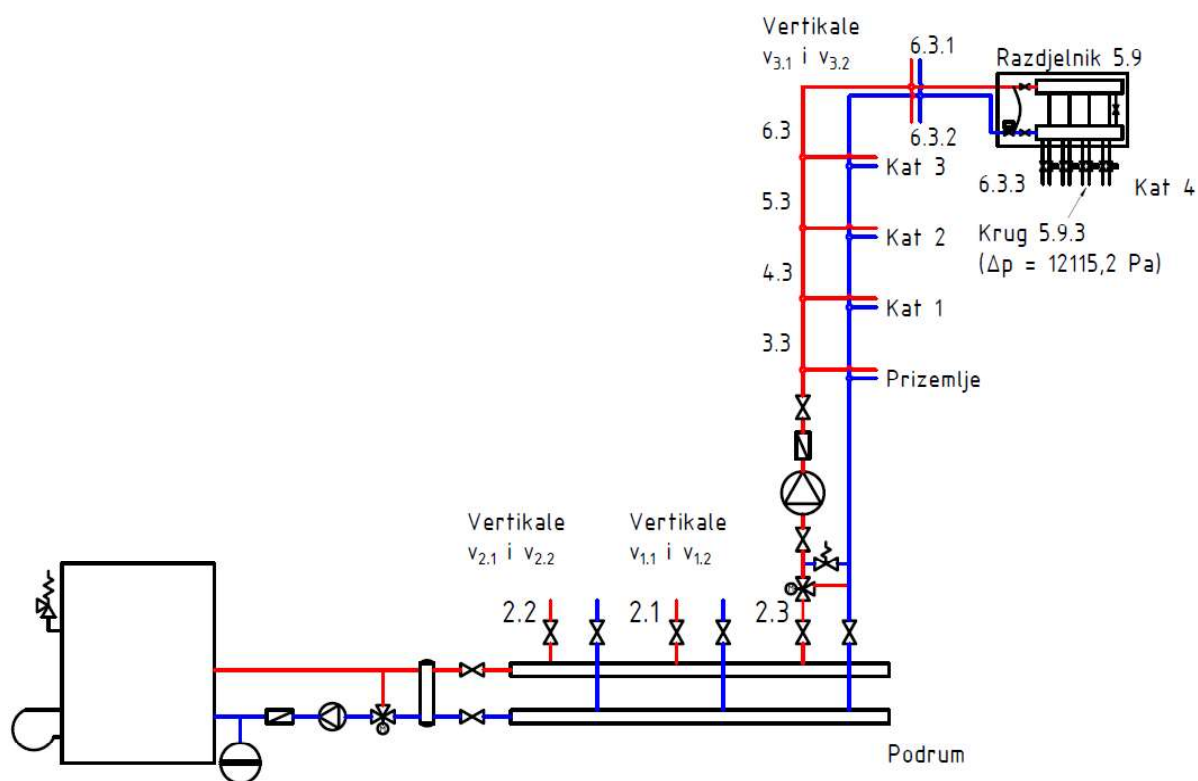 Vertikale
v3.1 i v3.2
6.3.1
Razdjelnik 5.9
6.3
6.3.2
Kat 3
6.3.3
Kat 4
5.3
Kat 2
Krug 5.9.3
(Δp = 12115,2 Pa)
4.3
Kat 1
3.3
Prizemlje
Vertikale
v2.1 i v2.2
Vertikale
v1.1 i v1.2
M
2.2
2.1
2.3
M
Podrum